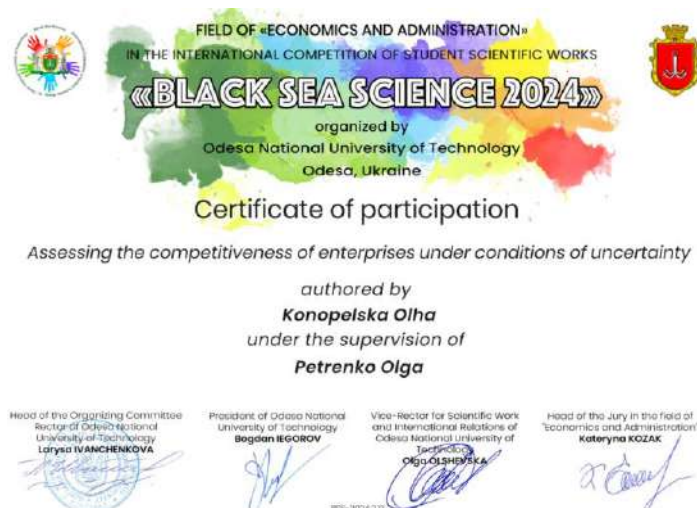 FIELD OF «ECONOMICS AND ADMINISTRATION»
IN THE INTERNATIONAL COMPETITION OF STUDENT SCIENTIFIC WORKS
«BLACK SEA SCIENCE 2024»
organized by
Odesa National University of Technology
Odesa, Ukraine
Certificate of participation
Assessing the competitiveness of enterprises under conditions of uncertainty
authored by
Konopelska Olha
under the supervision of
Petrenko Olga
Head of the Organizing Committee
Rector of Odesa National
University of Technology
Larysa IVANCHENKOVA
President of Odesa National
University of Technology
Bogdan IEGOROV
Vice-Rector for Scientific Work
and International Relations of
Odesa National University of
Technology
Olga OLSHEVSKA
Head of the Jury in the field of
"Economics and Administration"
Kateryna KOZAK